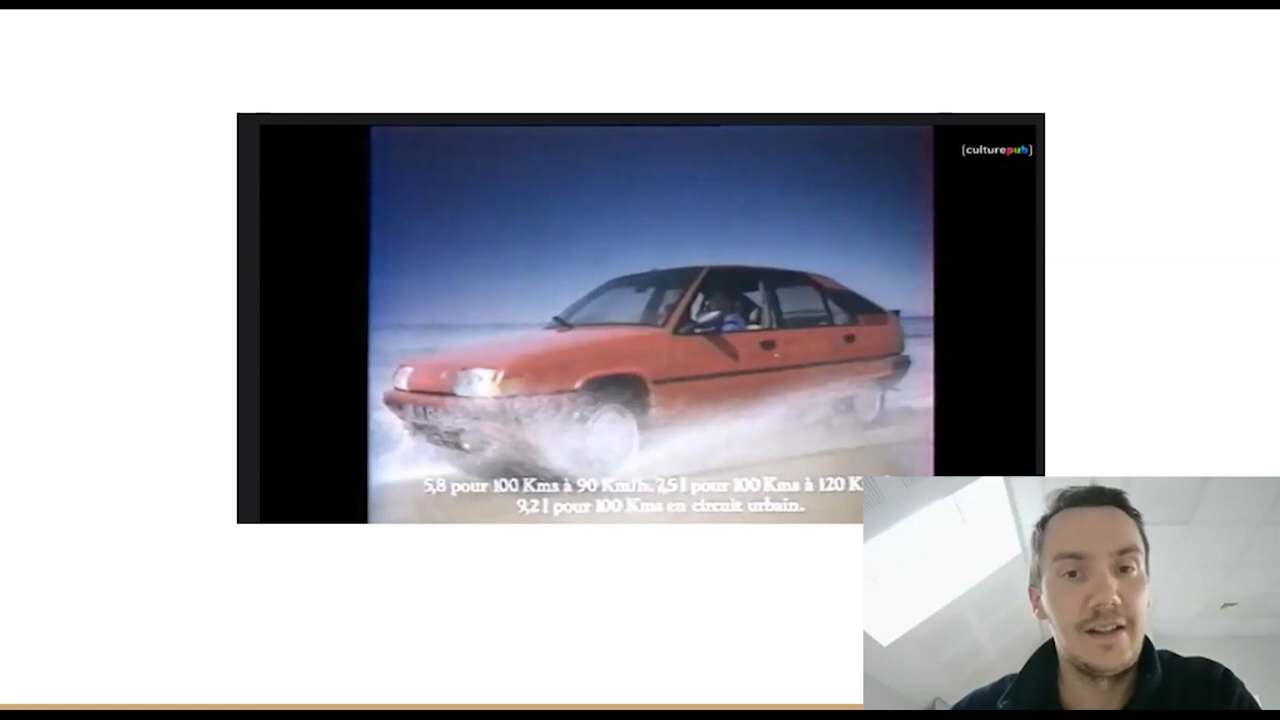 (culturepub)
5,8 pour 100 Kms à 90 Km/h. 7,5 l pour 100 Kms à 120
9,2 l pour 100 Kms en circuit urbain.